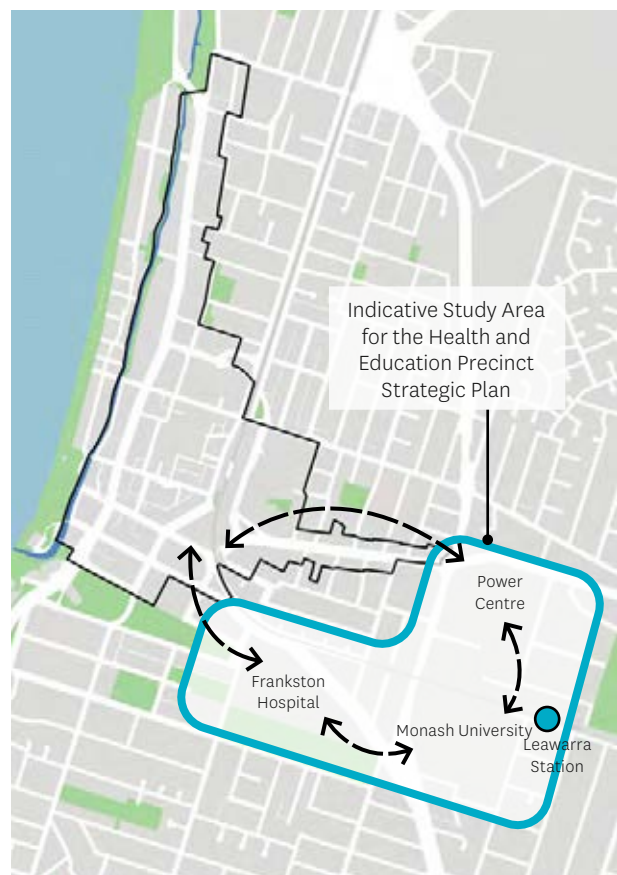 Indicative Study Area
for the Health and
Education Precinct
Strategic Plan
Power
Centre
Frankston
Hospital
Monash University
Leawarra
Station